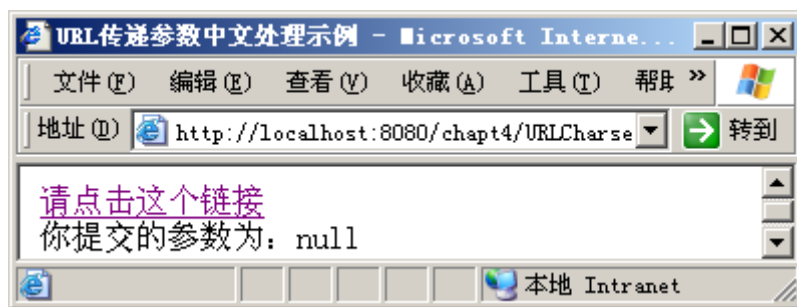 URL传递参数中文处理示例 - Microsoft Interne...
文件(F) 编辑(E) 查看(V) 收藏(A) 工具(T) 帮助 »
地址(D) http://localhost:8080/chapt4/URLCharse 转到
请点击这个链接
你提交的参数为：null
本地 Intranet